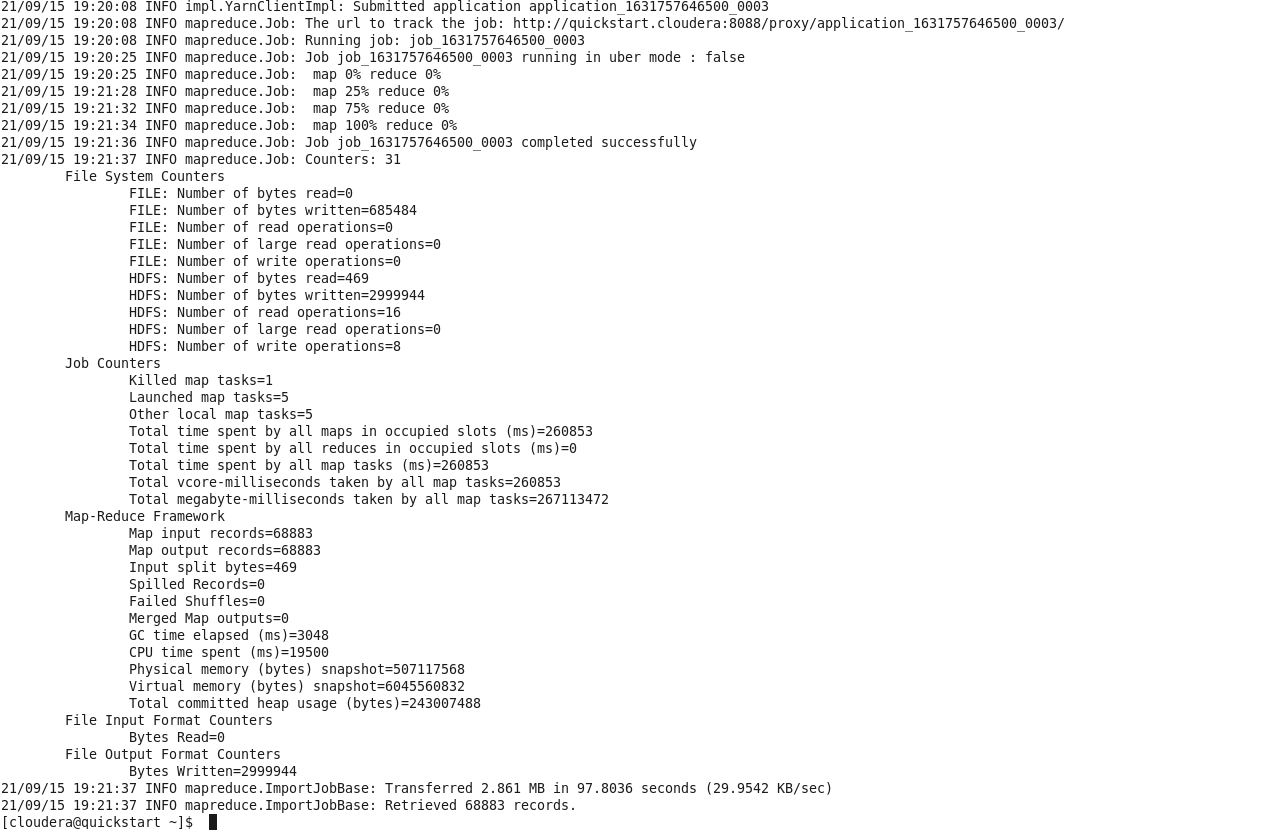 21/09/15 19:20:08 INFO impl.YarnClientImpl: Submitted application application_1631757646500_0003
21/09/15 19:20:08 INFO mapreduce.Job: The url to track the job: http://quickstart.cloudera:8088/proxy/application_1631757646500_0003/
21/09/15 19:20:08 INFO mapreduce.Job: Running job: job_1631757646500_0003
21/09/15 19:20:25 INFO mapreduce.Job: Job job_1631757646500_0003 running in uber mode : false
21/09/15 19:20:25 INFO mapreduce.Job:  map 0% reduce 0%
21/09/15 19:21:28 INFO mapreduce.Job:  map 25% reduce 0%
21/09/15 19:21:32 INFO mapreduce.Job:  map 75% reduce 0%
21/09/15 19:21:34 INFO mapreduce.Job:  map 100% reduce 0%
21/09/15 19:21:36 INFO mapreduce.Job: Job job_1631757646500_0003 completed successfully
21/09/15 19:21:37 INFO mapreduce.Job: Counters: 31
File System Counters
FILE: Number of bytes read=0
FILE: Number of bytes written=685484
FILE: Number of read operations=0
FILE: Number of large read operations=0
FILE: Number of write operations=0
HDFS: Number of bytes read=469
HDFS: Number of bytes written=2999944
HDFS: Number of read operations=16
HDFS: Number of large read operations=0
HDFS: Number of write operations=8
Job Counters
Killed map tasks=1
Launched map tasks=5
Other local map tasks=5
Total time spent by all maps in occupied slots (ms)=260853
Total time spent by all reduces in occupied slots (ms)=0
Total time spent by all map tasks (ms)=260853
Total vcore-milliseconds taken by all map tasks=260853
Total megabyte-milliseconds taken by all map tasks=267113472
Map-Reduce Framework
Map input records=68883
Map output records=68883
Input split bytes=469
Spilled Records=0
Failed Shuffles=0
Merged Map outputs=0
GC time elapsed (ms)=3048
CPU time spent (ms)=19500
Physical memory (bytes) snapshot=507117568
Virtual memory (bytes) snapshot=6045560832
Total committed heap usage (bytes)=243007488
File Input Format Counters
Bytes Read=0
File Output Format Counters
Bytes Written=2999944
21/09/15 19:21:37 INFO mapreduce.ImportJobBase: Transferred 2.861 MB in 97.8036 seconds (29.9542 KB/sec)
21/09/15 19:21:37 INFO mapreduce.ImportJobBase: Retrieved 68883 records.
[cloudera@quickstart ~]$